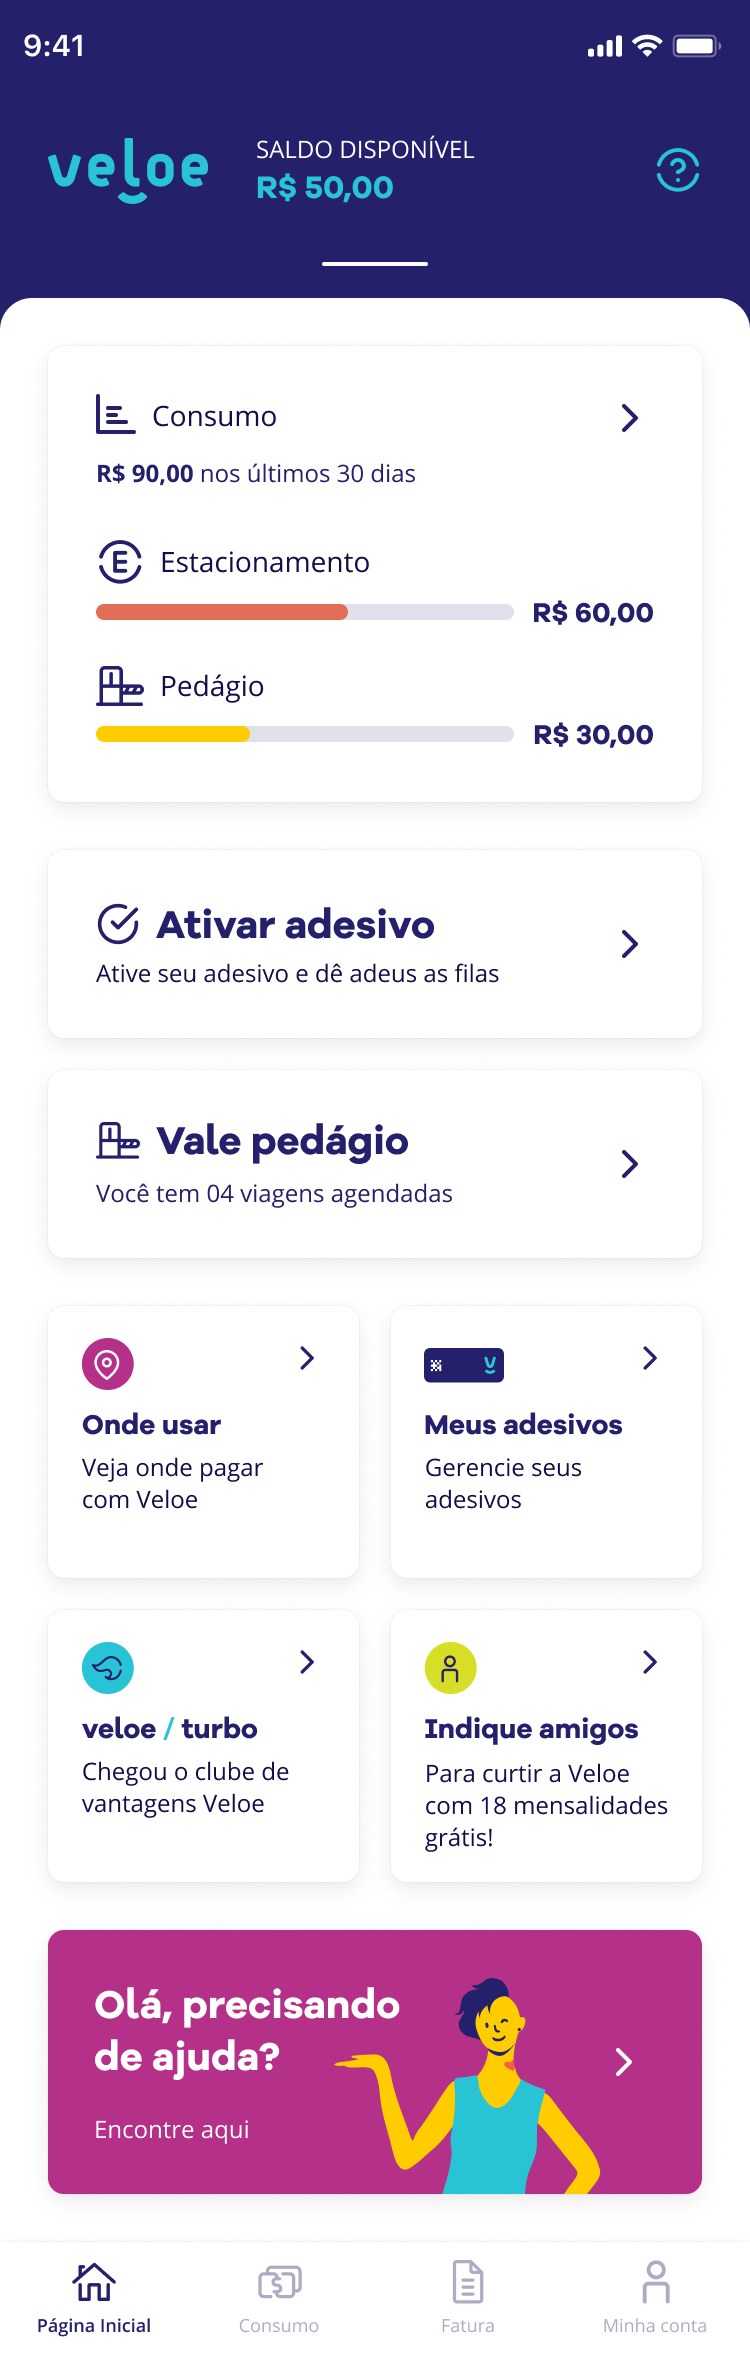 9:41
veloe
SALDO DISPONÍVEL
R$ 50,00
Consumo
R$ 90,00 nos últimos 30 dias
E
Estacionamento
R$ 60,00
Pedágio
R$ 30,00
Ativar adesivo
Ative seu adesivo e dê adeus as filas
Vale pedágio
Você tem 04 viagens agendadas
Onde usar
Veja onde pagar
com Veloe
Meus adesivos
Gerencie seus
adesivos
veloe / turbo
Chegou o clube de
vantagens Veloe
Indique amigos
Para curtir a Veloe
com 18 mensalidades
grátis!
Olá, precisando
de ajuda?
Encontre aqui
Página Inicial
Consumo
Fatura
Minha conta